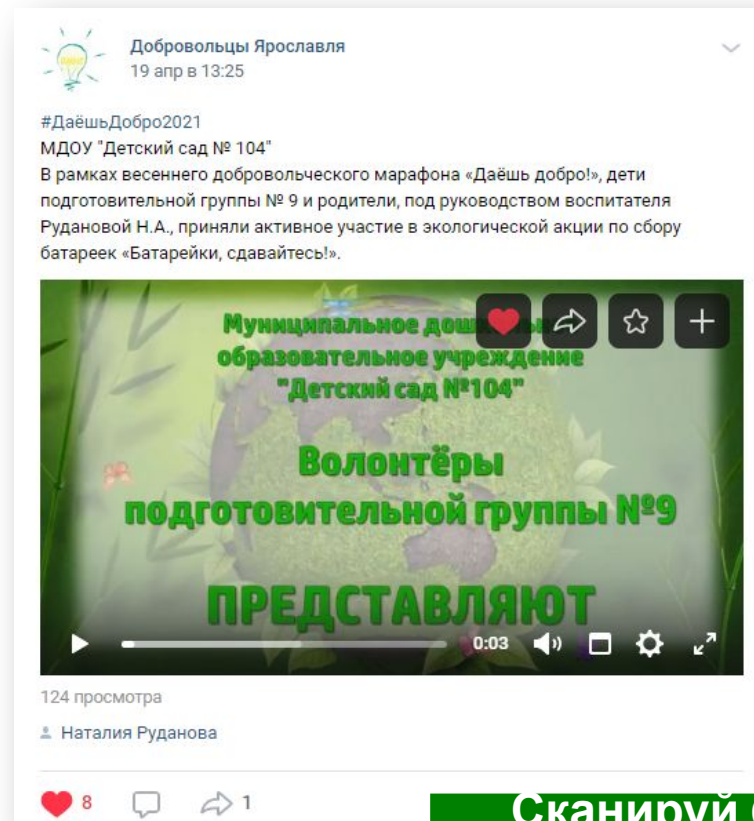 Добровольцы Ярославля
19 апр в 13:25
#ДаёшьДобро2021
МДОУ "Детский сад № 104"
В рамках весеннего добровольческого марафона «Даёшь добро!», дети
подготовительной группы № 9 и родители, под руководством воспитателя
Рудановой Н.А., приняли активное участие в экологической акции по сбору
батареек «Батарейки, сдавайтесь!».
Муниципальное
образовательное учреждение
"Детский сад №104"
Волонтёры
подготовительной группы №9
ПРЕДСТАВЛЯЮТ
0:03
124 просмотра
Наталия Руданова
8 1
Сканируй